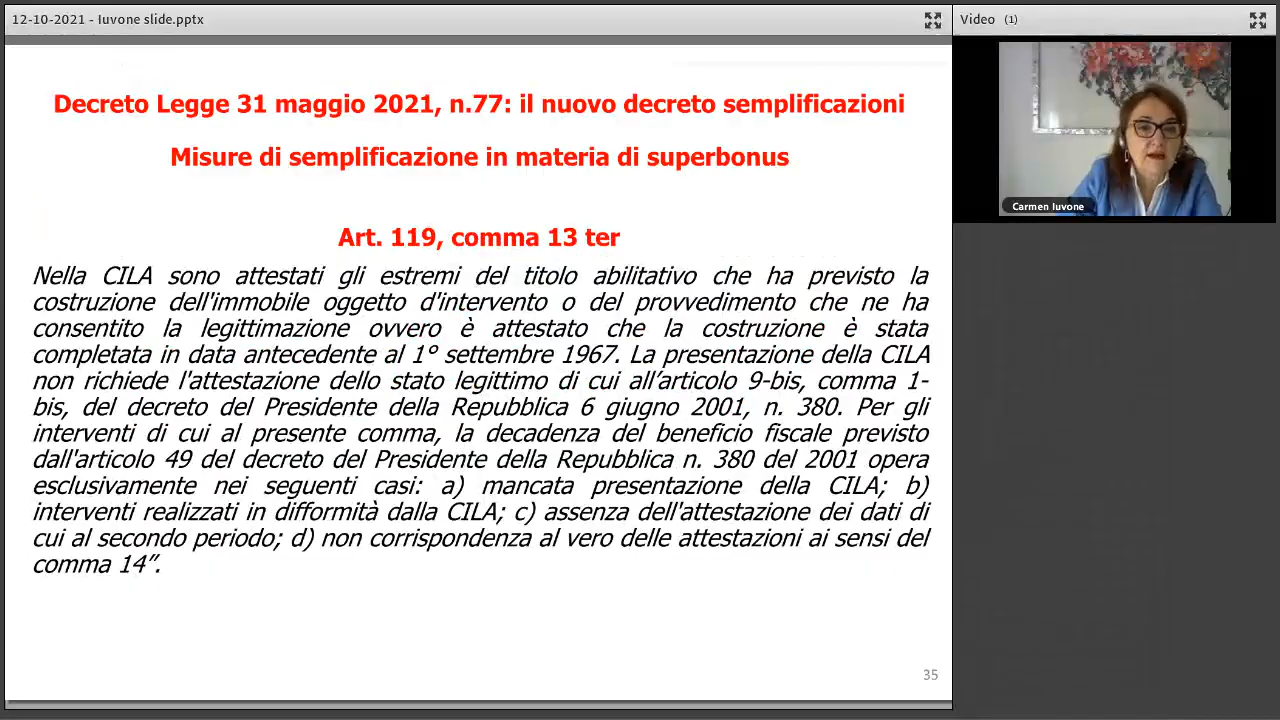 12-10-2021 - Iuvone slide.pptx
Video (1)
Decreto Legge 31 maggio 2021, n.77: il nuovo decreto semplificazioni
Misure di semplificazione in materia di superbonus
Art. 119, comma 13 ter
Nella CILA sono attestati gli estremi del titolo abilitativo che ha previsto la
costruzione dell'immobile oggetto d'intervento o del provvedimento che ne ha
consentito la legittimazione ovvero è attestato che la costruzione è stata
completata in data antecedente al 1° settembre 1967. La presentazione della CILA
non richiede l'attestazione dello stato legittimo di cui all’articolo 9-bis, comma 1-
bis, del decreto del Presidente della Repubblica 6 giugno 2001, n. 380. Per gli
interventi di cui al presente comma, la decadenza del beneficio fiscale previsto
dall'articolo 49 del decreto del Presidente della Repubblica n. 380 del 2001 opera
esclusivamente nei seguenti casi: a) mancata presentazione della CILA; b)
interventi realizzati in difformità dalla CILA; c) assenza dell'attestazione dei dati di
cui al secondo periodo; d) non corrispondenza al vero delle attestazioni ai sensi del
comma 14”.
35
Carmen Iuvone